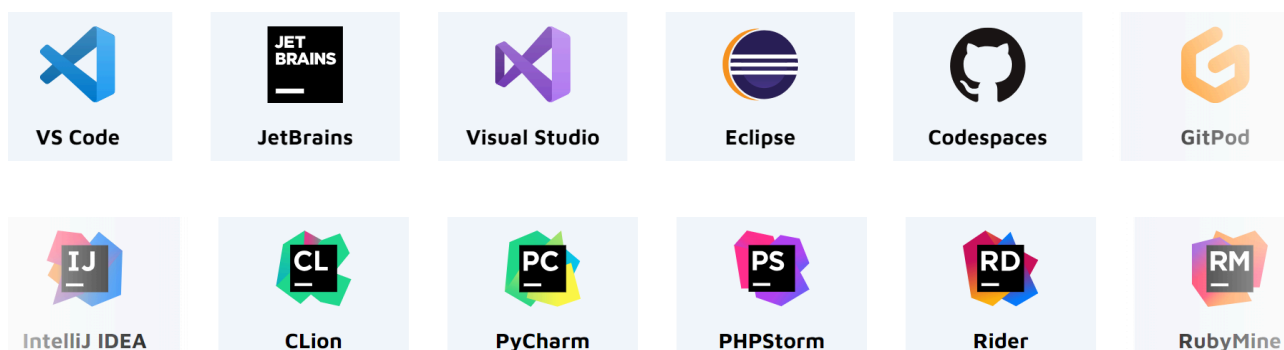 JET
BRAINS
VS Code
JetBrains
Visual Studio
Eclipse
Codespaces
GitPod
IJ
CL
PC
PS
RD
RM
IntelliJ IDEA
CLion
PyCharm
PHPStorm
Rider
RubyMine